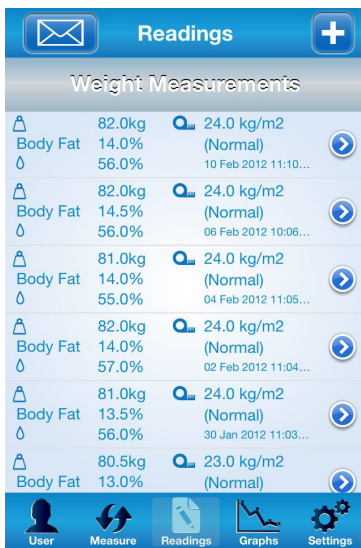 Readings
Weight Measurements
82.0kg 24.0 kg/m2
Body Fat 14.0% (Normal)
56.0% 10 Feb 2012 11:10...
82.0kg 24.0 kg/m2
Body Fat 14.5% (Normal)
56.0% 06 Feb 2012 10:06...
81.0kg 24.0 kg/m2
Body Fat 14.0% (Normal)
55.0% 04 Feb 2012 11:05...
82.0kg 24.0 kg/m2
Body Fat 14.0% (Normal)
57.0% 02 Feb 2012 11:04...
81.0kg 24.0 kg/m2
Body Fat 13.5% (Normal)
56.0% 30 Jan 2012 11:03...
80.5kg 23.0 kg/m2
Body Fat 13.0% (Normal)
User Measure Readings Graphs Settings